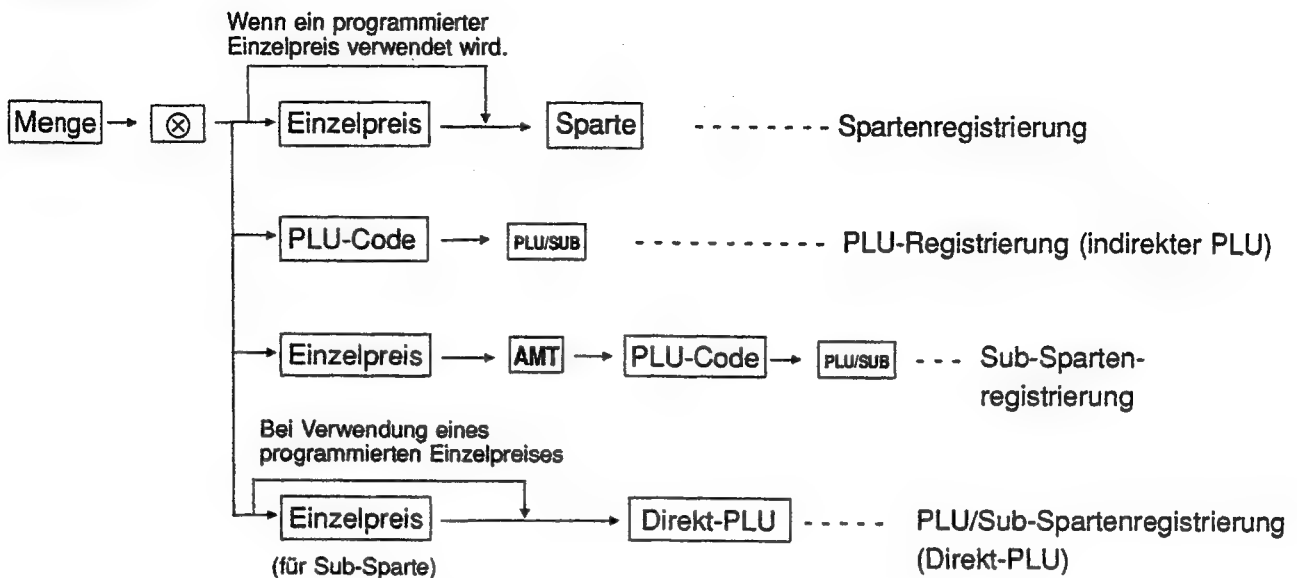 Wenn ein programmierter
Einzelpreis verwendet wird.
Menge ⊗ Einzelpreis Sparte Spartenregistrierung
PLU-Code PLU/SUB PLU-Registrierung (indirekter PLU)
Einzelpreis AMT PLU-Code PLU/SUB Sub-Sparten-
registrierung
Bei Verwendung eines
programmierten Einzelpreises
Einzelpreis Direkt-PLU PLU/Sub-Spartenregistrierung
(für Sub-Sparte) (Direkt-PLU)